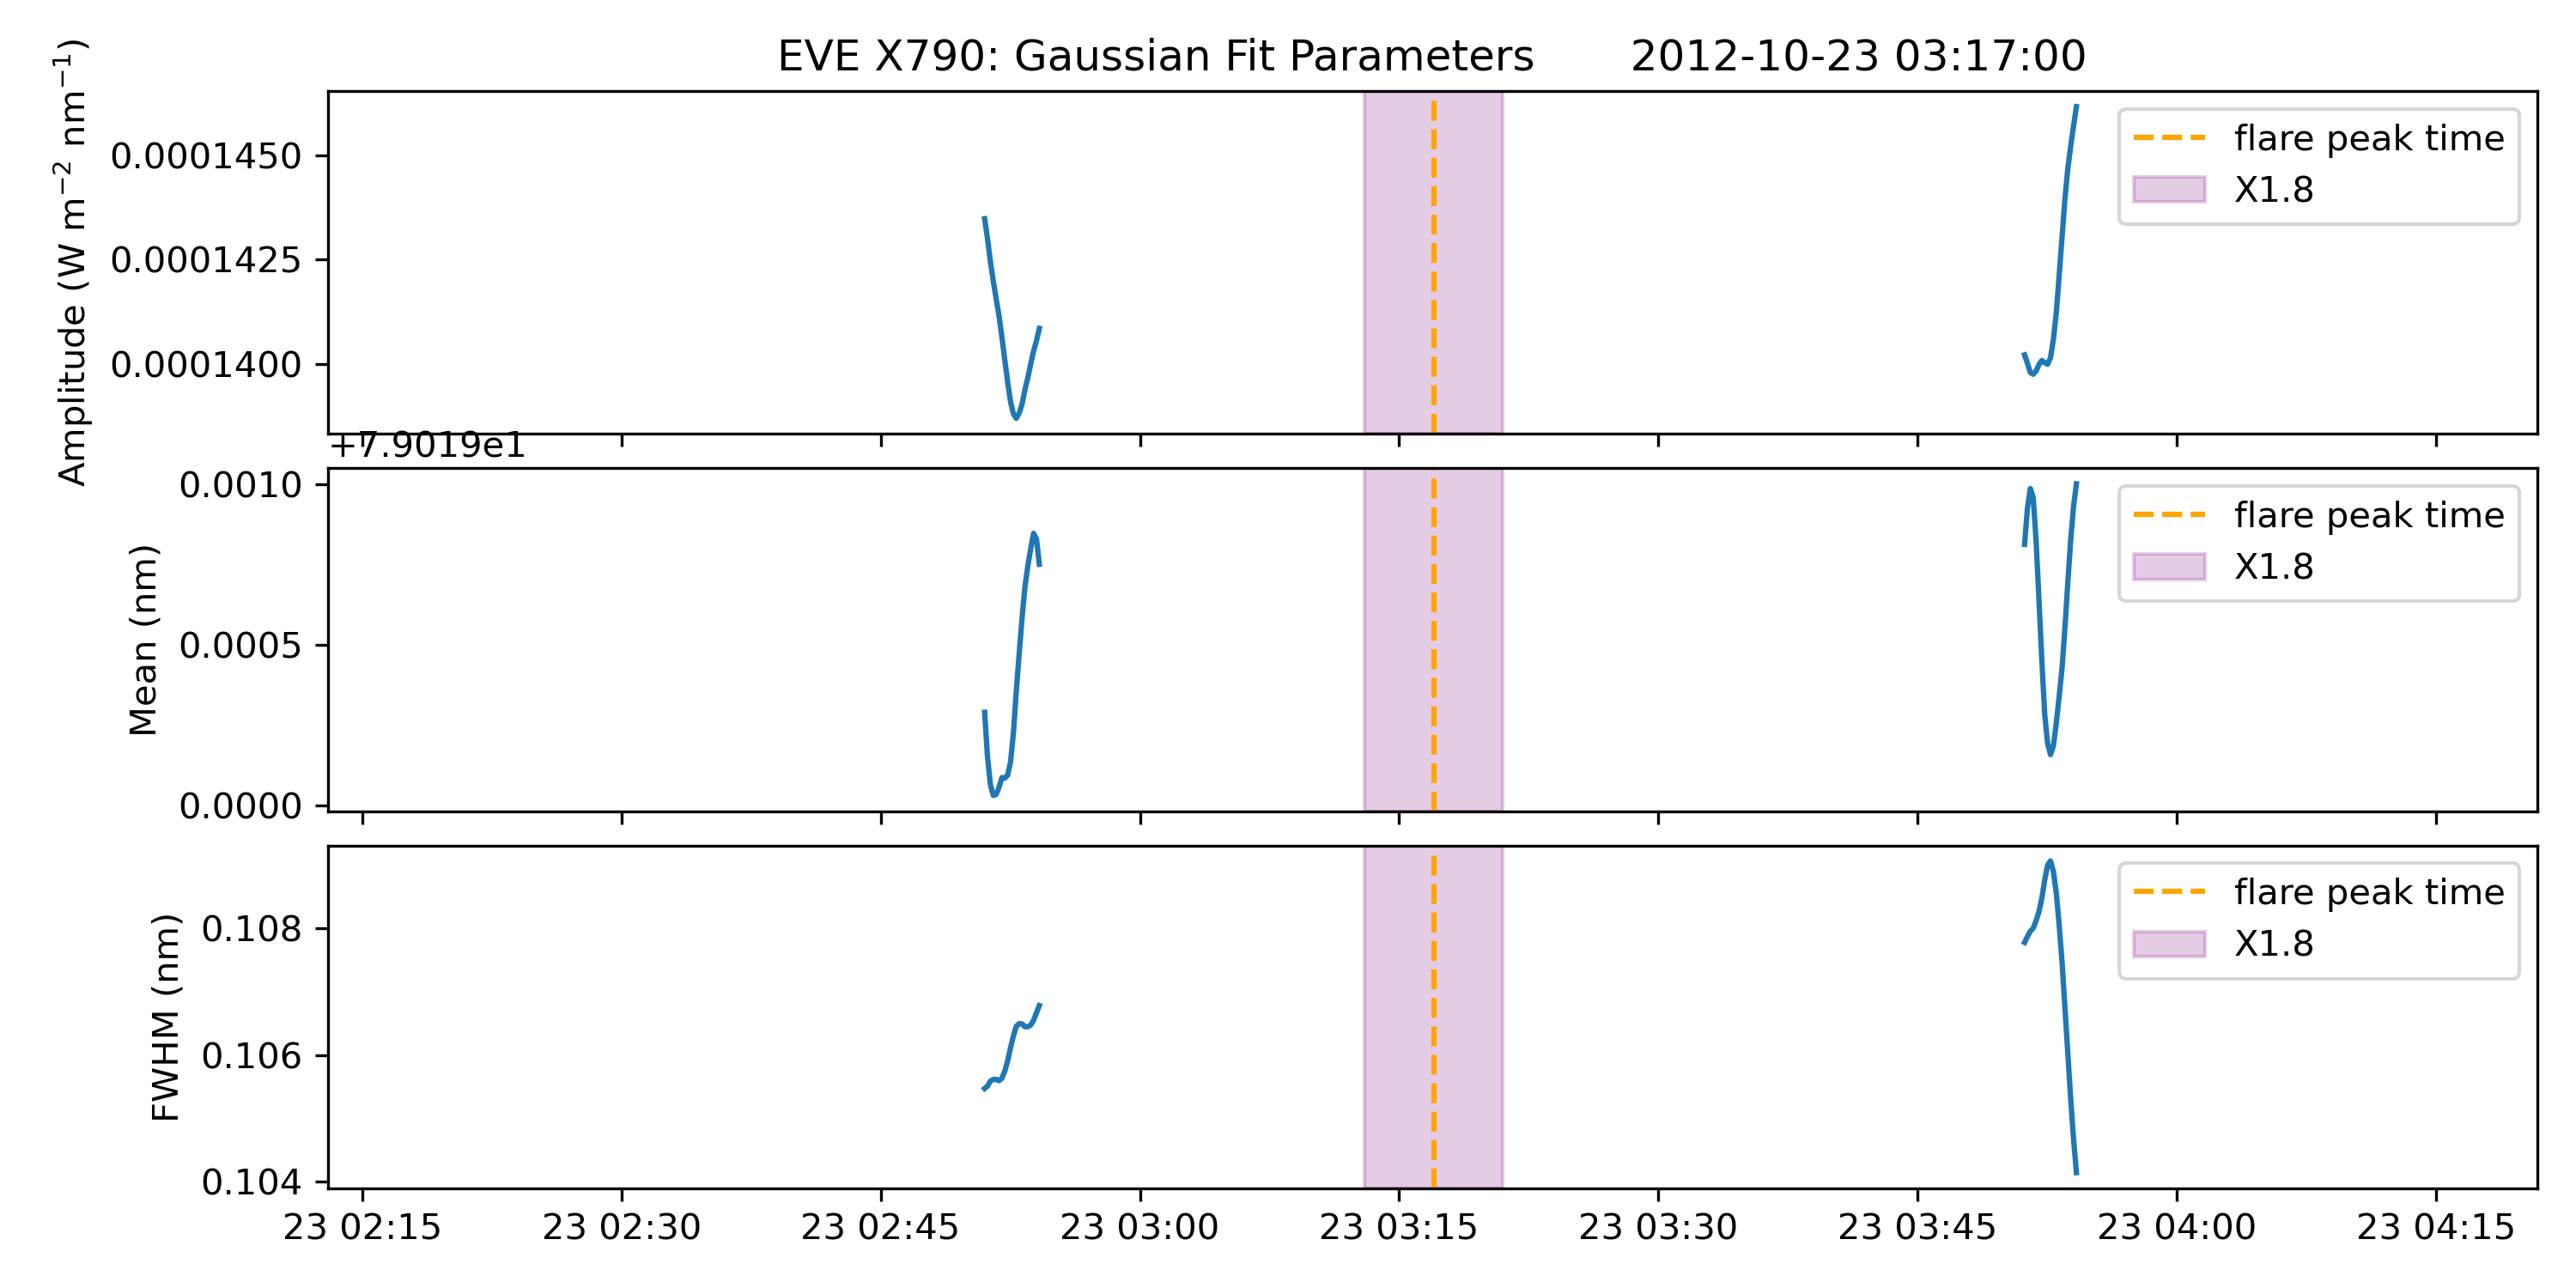 EVE X790: Gaussian Fit Parameters 2012-10-23 03:17:00
Amplitude (W m⁻² nm⁻¹)
0.0001450
0.0001425
0.0001400
flare peak time
X1.8
+7.9019e1
Mean (nm)
0.0010
0.0005
0.0000
flare peak time
X1.8
FWHM (nm)
0.108
0.106
0.104
flare peak time
X1.8
23 02:15 23 02:30 23 02:45 23 03:00 23 03:15 23 03:30 23 03:45 23 04:00 23 04:15